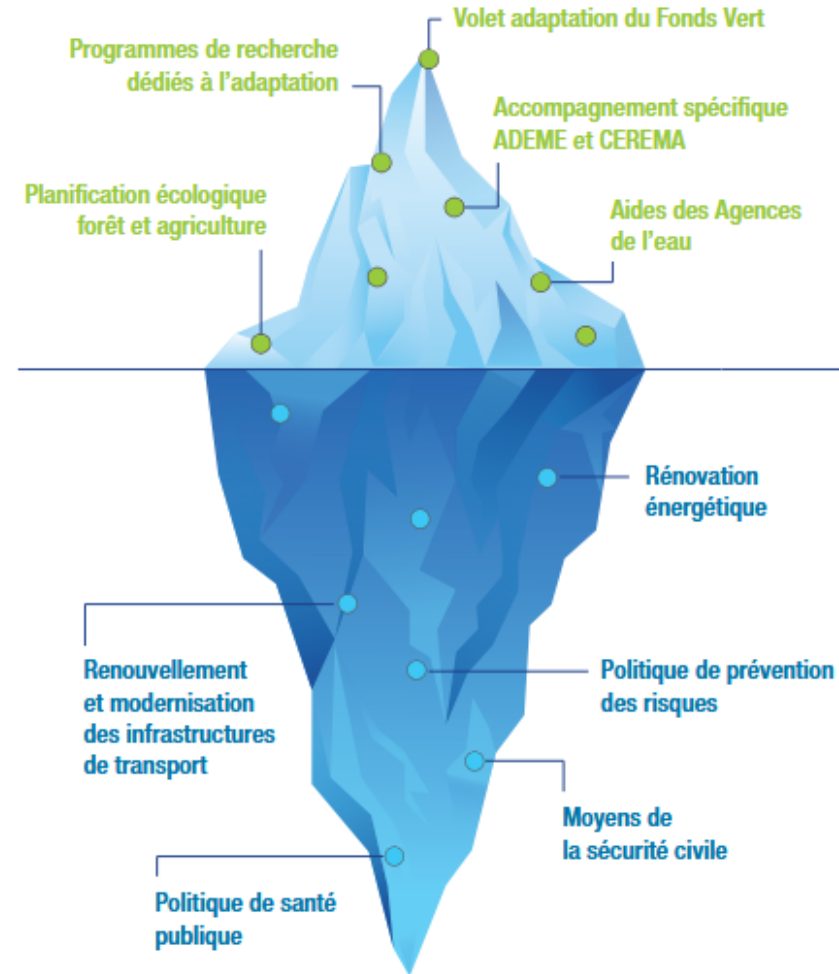 Volet adaptation du Fonds Vert
Programmes de recherche
dédiés à l'adaptation
Accompagnement spécifique
ADEME et CEREMA
Planification écologique
forêt et agriculture
Aides des Agences
de l'eau
Rénovation
énergétique
Renouvellement
et modernisation
des infrastructures
de transport
Politique de prévention
des risques
Moyens de
la sécurité civile
Politique de santé
publique